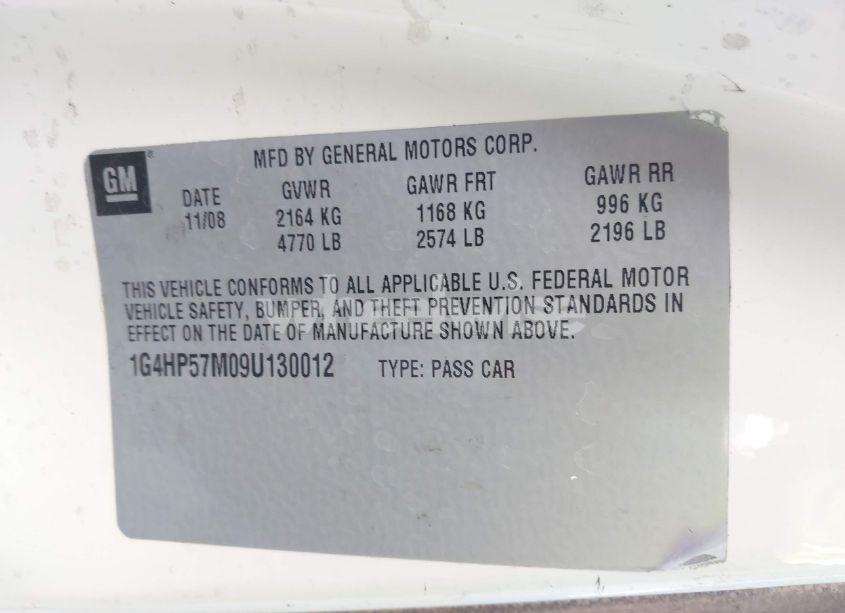 MFD BY GENERAL MOTORS CORP.
GM
DATE GVWR GAWR FRT GAWR RR
11/08 2164 KG 1168 KG 996 KG
4770 LB 2574 LB 2196 LB
THIS VEHICLE CONFORMS TO ALL APPLICABLE U.S. FEDERAL MOTOR
VEHICLE SAFETY, BUMPER, AND THEFT PREVENTION STANDARDS IN
EFFECT ON THE DATE OF MANUFACTURE SHOWN ABOVE.
1G4HP57M09U130012 TYPE: PASS CAR